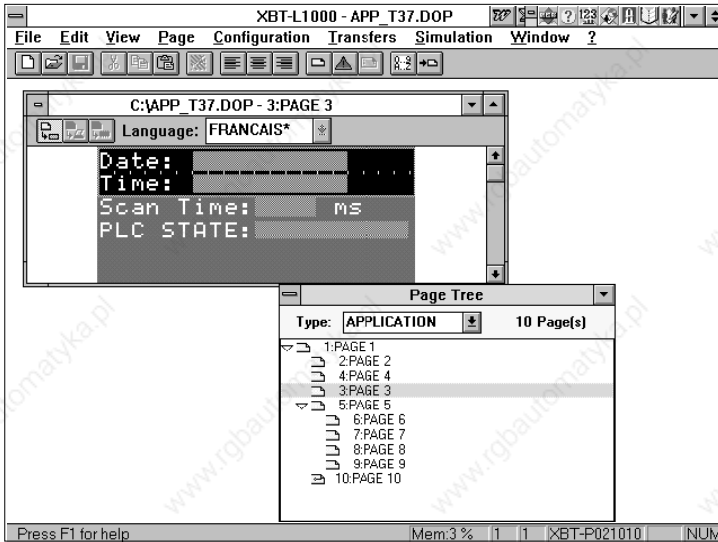 XBT-L1000 - APP_T37.DOP
File Edit View Page Configuration Transfers Simulation Window ?
C:\APP_T37.DOP - 3:PAGE 3
Language: FRANCAIS*
Date:
Time:
Scan Time: ms
PLC STATE:
Page Tree
Type: APPLICATION 10 Page(s)
1:PAGE 1
2:PAGE 2
4:PAGE 4
3:PAGE 3
5:PAGE 5
6:PAGE 6
7:PAGE 7
8:PAGE 8
9:PAGE 9
10:PAGE 10
Press F1 for help Mem:3 % 1 1 XBT-P021010 NUM
www.rgbautomatyka.pl